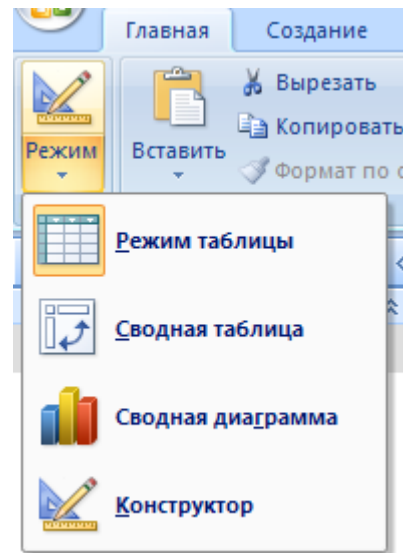 Главная Создание
Вырезать
Копировать
Режим Вставить
Формат по
Режим таблицы
Сводная таблица
Сводная диаграмма
Конструктор